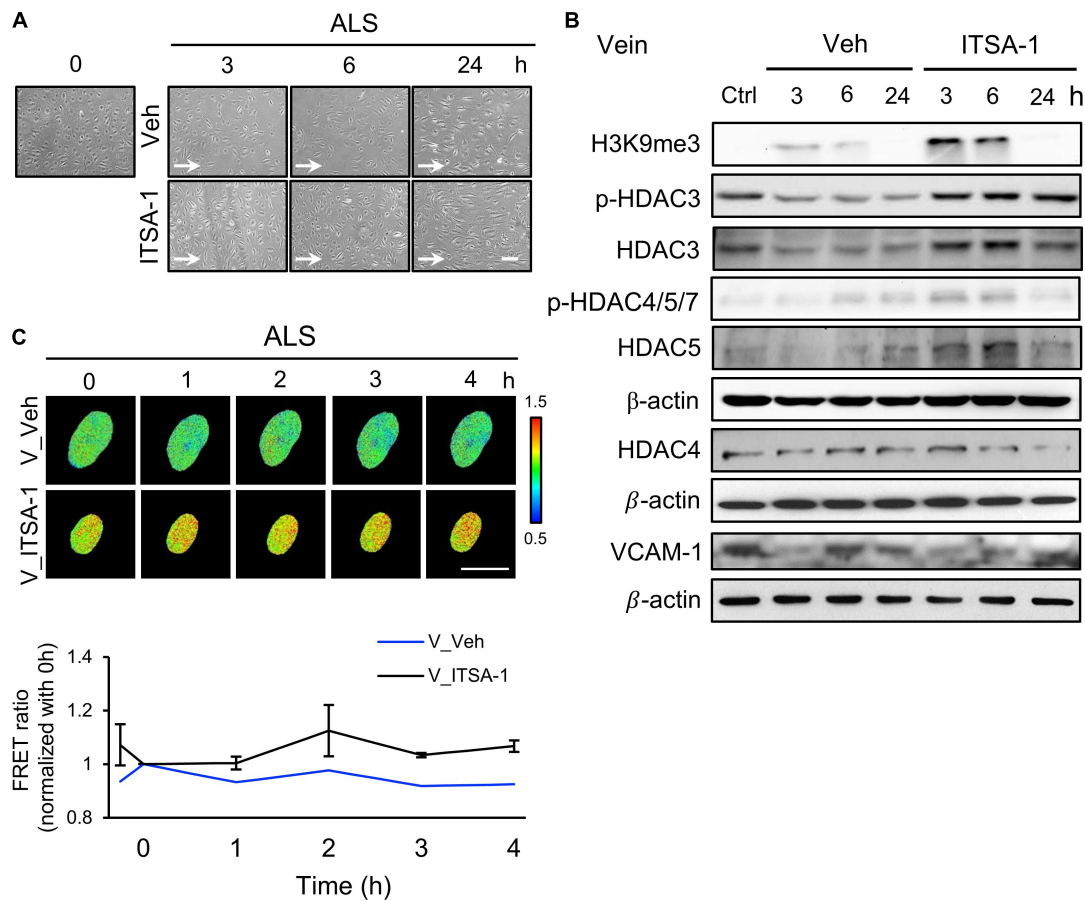 A
ALS
0
3
6
24
h
Veh
ITSA-1
B
Vein
Veh
ITSA-1
Ctrl
3
6
24
3
6
24
h
H3K9me3
p-HDAC3
HDAC3
p-HDAC4/5/7
HDAC5
β-actin
HDAC4
β-actin
VCAM-1
β-actin
C
ALS
0
1
2
3
4
h
V_Veh
V_ITSA-1
1.5
0.5
V_Veh
V_ITSA-1
FRET ratio
(normalized with 0h)
1.4
1.2
1
0.8
0
1
2
3
4
Time (h)